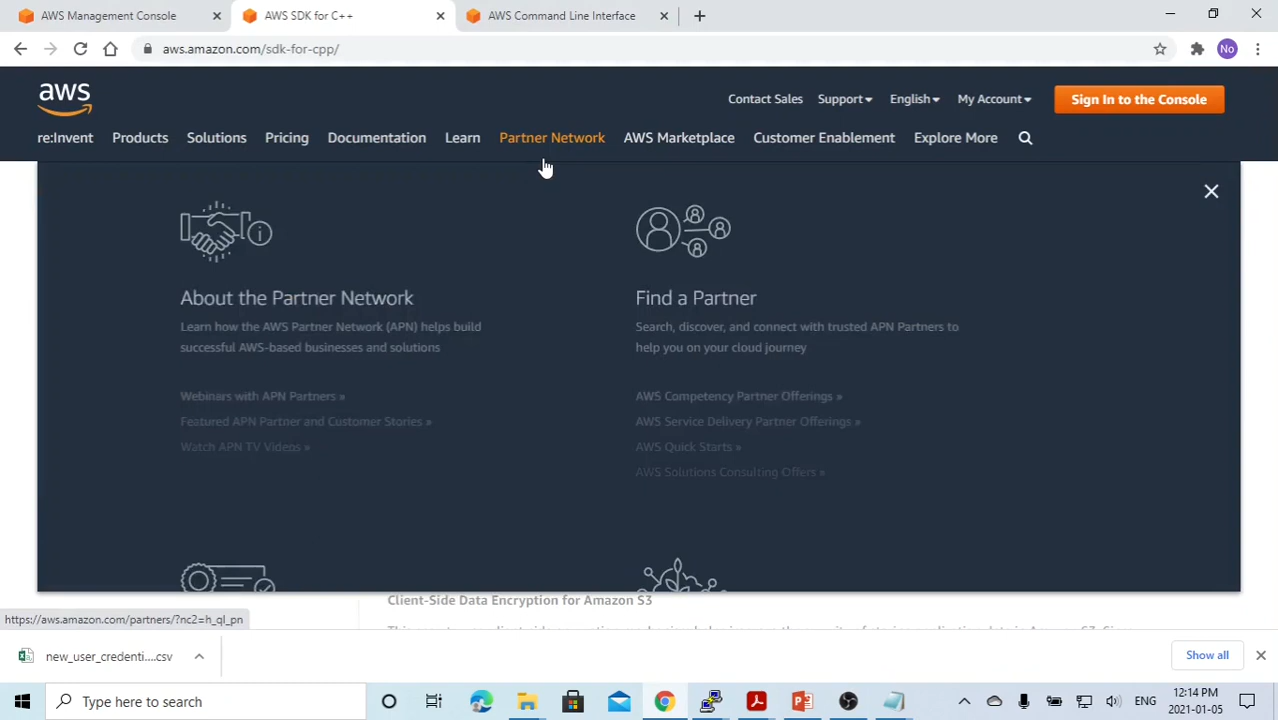 AWS Management Console
AWS SDK for C++
AWS Command Line Interface
aws.amazon.com/sdk-for-cpp/
No
aws
Contact Sales Support English My Account Sign In to the Console
re:Invent Products Solutions Pricing Documentation Learn Partner Network AWS Marketplace Customer Enablement Explore More
About the Partner Network
Learn how the AWS Partner Network (APN) helps build
successful AWS-based businesses and solutions
Webinars with APN Partners »
Featured APN Partner and Customer Stories »
Watch APN TV Videos »
Find a Partner
Search, discover, and connect with trusted APN Partners to
help you on your cloud journey
AWS Competency Partner Offerings »
AWS Service Delivery Partner Offerings »
AWS Quick Starts »
AWS Solutions Consulting Offers »
Client-Side Data Encryption for Amazon S3
https://aws.amazon.com/partners/?nc2=h_ql_pn
new_user_credenti....csv
Show all
Type here to search
ENG
12:14 PM
2021-01-05